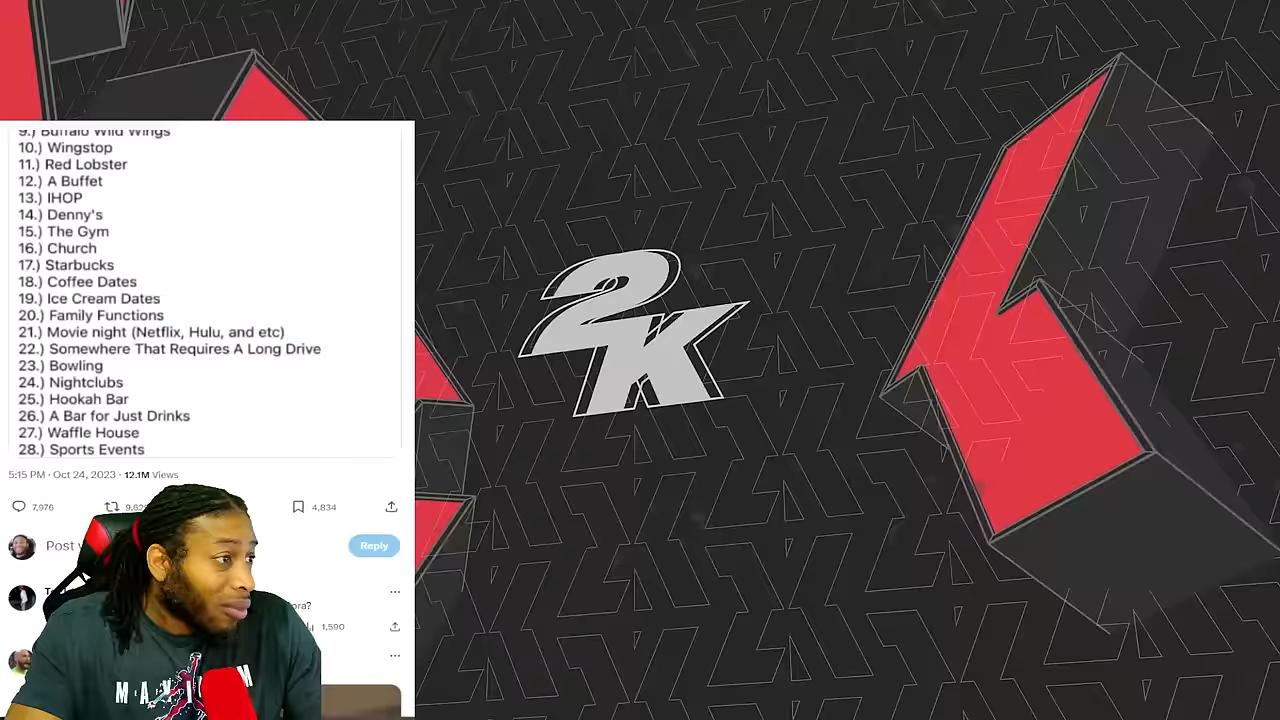 9.) Buffalo Wild Wings
10.) Wingstop
11.) Red Lobster
12.) A Buffet
13.) IHOP
14.) Denny's
15.) The Gym
16.) Church
17.) Starbucks
18.) Coffee Dates
19.) Ice Cream Dates
20.) Family Functions
21.) Movie night (Netflix, Hulu, and etc)
22.) Somewhere That Requires A Long Drive
23.) Bowling
24.) Nightclubs
25.) Hookah Bar
26.) A Bar for Just Drinks
27.) Waffle House
28.) Sports Events
5:15 PM · Oct 24, 2023 · 12.1M Views
7,976 4,834
Post
Reply
1,590
2K